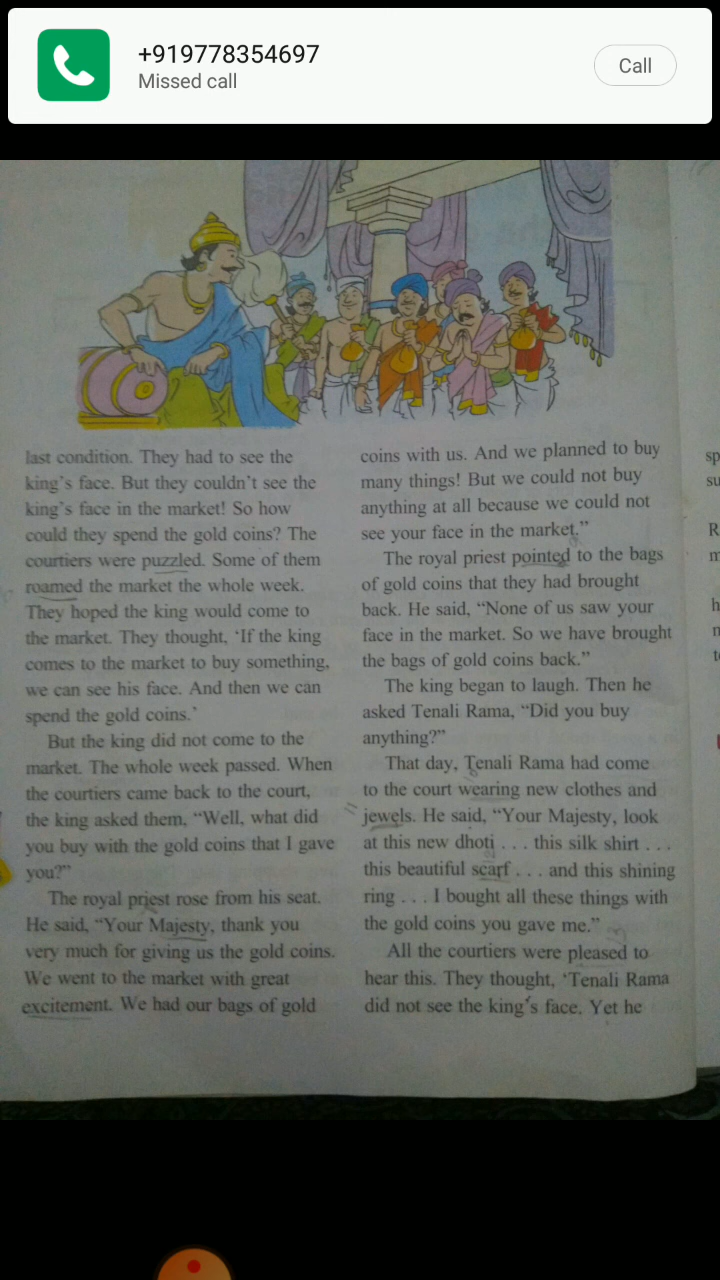 +919778354697
Missed call
Call
last condition. They had to see the
king's face. But they couldn't see the
king's face in the market! So how
could they spend the gold coins? The
courtiers were puzzled. Some of them
roamed the market the whole week.
They hoped the king would come to
the market. They thought, 'If the king
comes to the market to buy something,
we can see his face. And then we can
spend the gold coins.'
But the king did not come to the
market. The whole week passed. When
the courtiers came back to the court,
the king asked them, "Well, what did
you buy with the gold coins that I gave
you?"
The royal priest rose from his seat.
He said, "Your Majesty, thank you
very much for giving us the gold coins.
We went to the market with great
excitement. We had our bags of gold
coins with us. And we planned to buy
many things! But we could not buy
anything at all because we could not
see your face in the market."
The royal priest pointed to the bags
of gold coins that they had brought
back. He said, "None of us saw your
face in the market. So we have brought
the bags of gold coins back."
The king began to laugh. Then he
asked Tenali Rama, "Did you buy
anything?"
That day, Tenali Rama had come
to the court wearing new clothes and
jewels. He said, "Your Majesty, look
at this new dhoti . . . this silk shirt . . .
this beautiful scarf . . . and this shining
ring . . . I bought all these things with
the gold coins you gave me."
All the courtiers were pleased to
hear this. They thought, 'Tenali Rama
did not see the king's face. Yet he